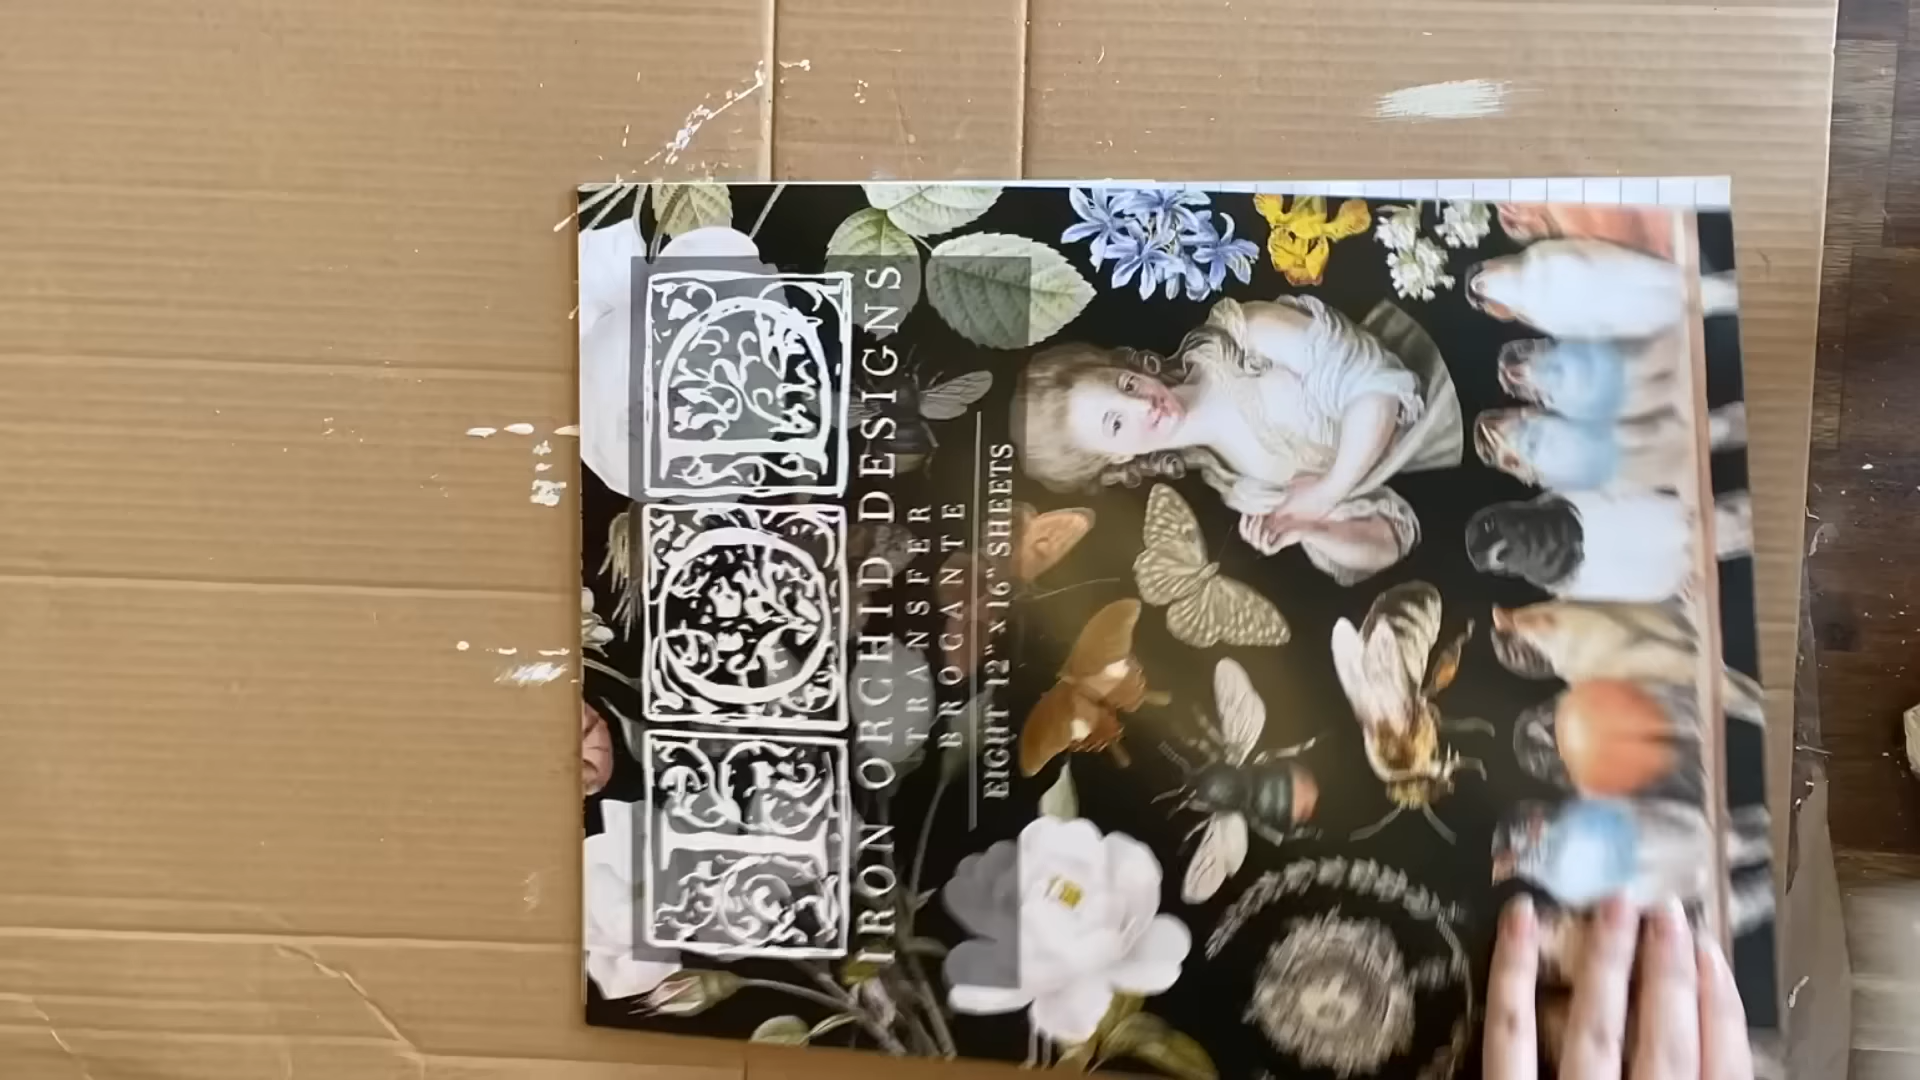 IOD
IRON ORCHID DESIGNS
TRANSFER
BROCANTE
EIGHT 12" x 16" SHEETS